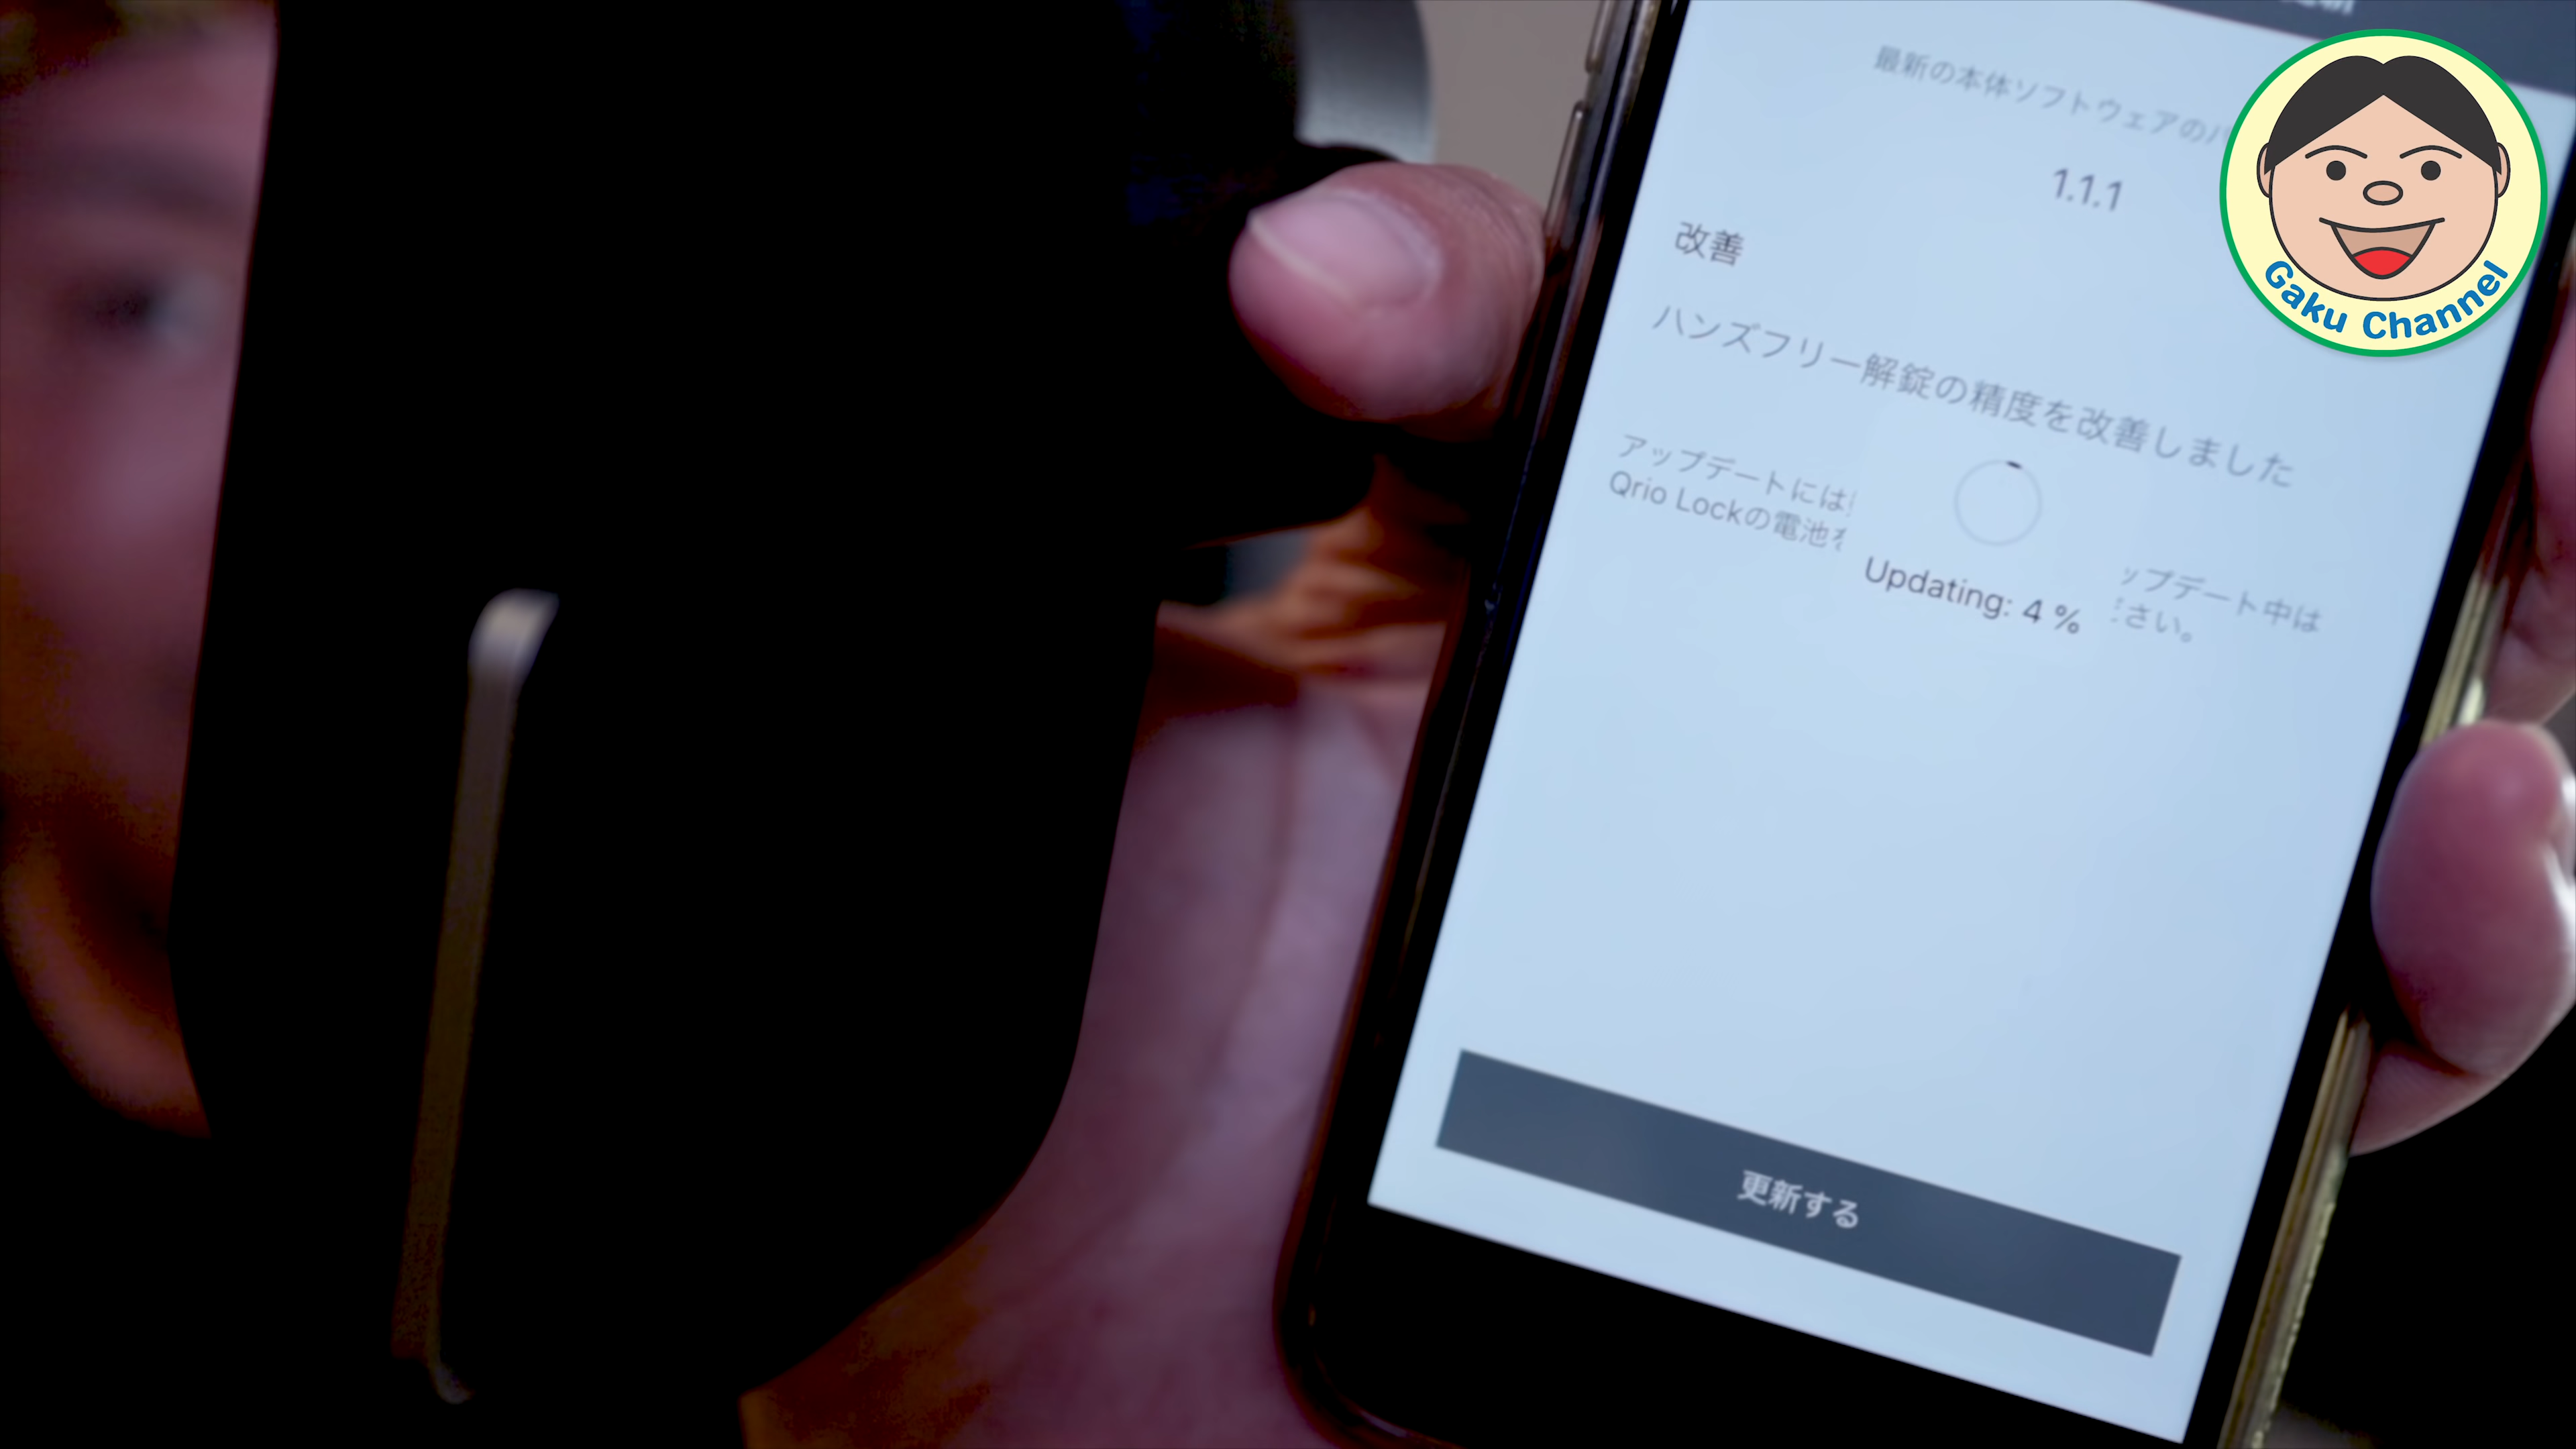 最新の本体ソフトウェアのバ
1.1.1
改善
ハンズフリー解錠の精度を改善しました
アップデートには
Qrio Lockの電池を
ップデート中は
ださい。
Updating: 4 %
更新する
Gaku Channel